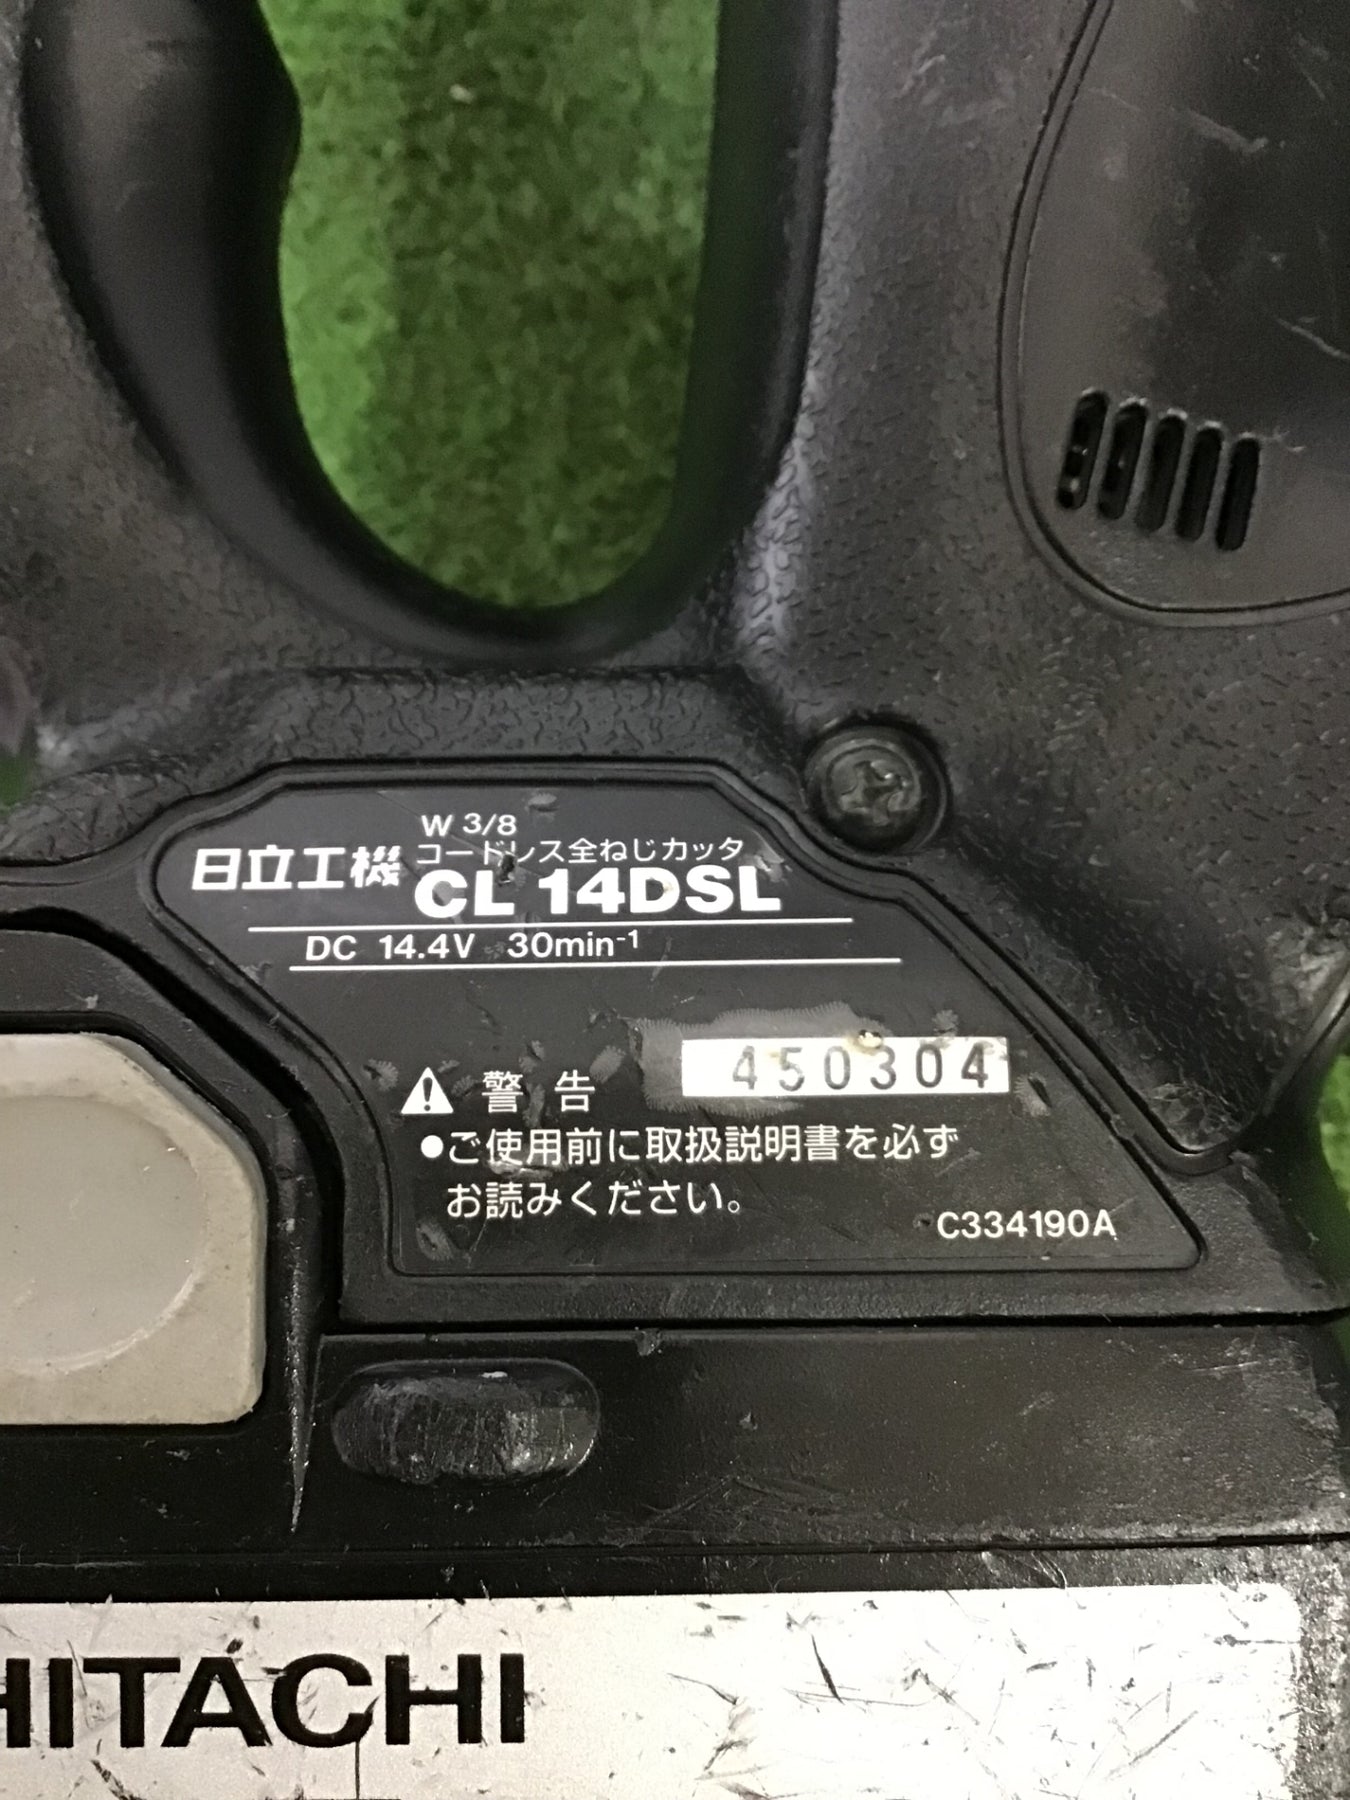 W 3/8
日立工機 コードレス全ねじカッタ
CL 14DSL
DC 14.4V 30min⁻¹
450304
⚠ 警告
●ご使用前に取扱説明書を必ず
お読みください。
C334190A
HITACHI